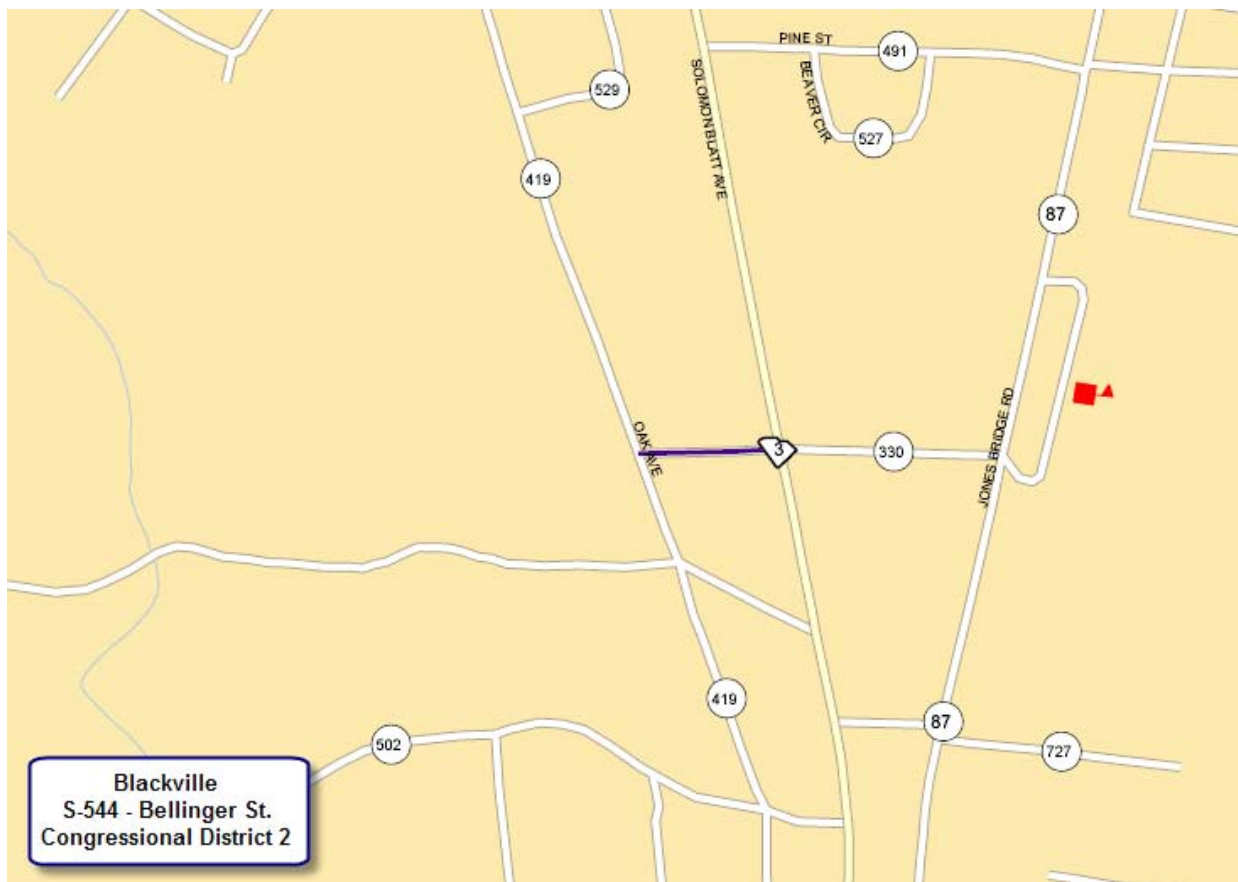 PINE ST
491
529
SOLOMON BLATT AVE
BEAVER CIR
527
419
87
OAK AVE
3
330
JONES BRIDGE RD
419
87
502
727
Blackville
S-544 - Bellinger St.
Congressional District 2